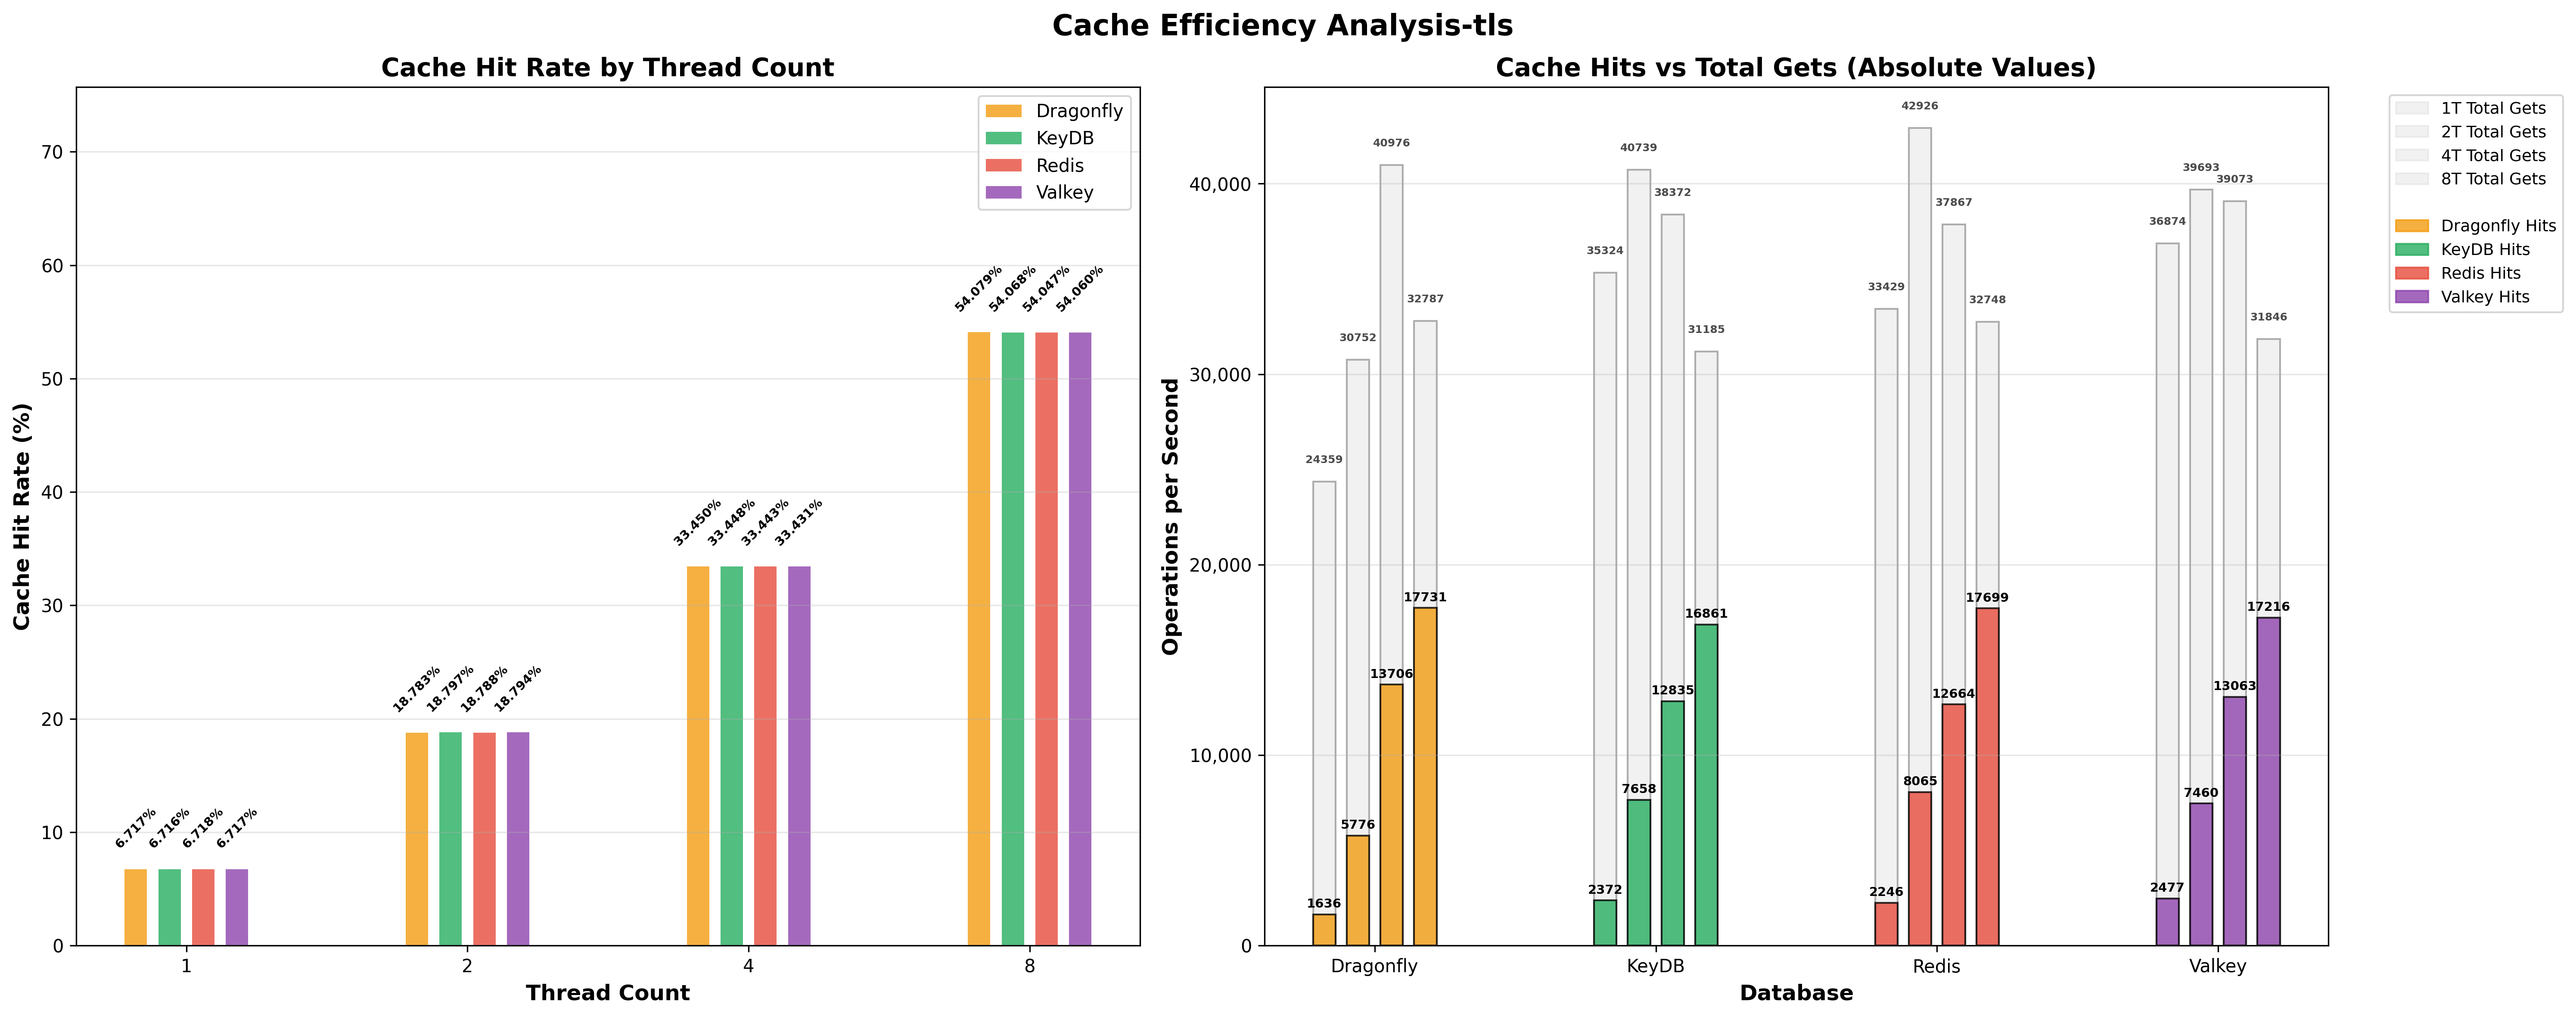 Cache Efficiency Analysis-tls
Cache Hit Rate by Thread Count
Cache Hit Rate (%)
70
60
50
40
30
20
10
0
Dragonfly
KeyDB
Redis
Valkey
6.717%
6.716%
6.718%
6.717%
18.783%
18.797%
18.788%
18.794%
33.450%
33.448%
33.443%
33.431%
54.079%
54.068%
54.047%
54.060%
1
2
4
8
Thread Count
Cache Hits vs Total Gets (Absolute Values)
Operations per Second
40,000
30,000
20,000
10,000
0
24359
30752
40976
32787
1636
5776
13706
17731
35324
40739
38372
31185
2372
7658
12835
16861
33429
42926
37867
32748
2246
8065
12664
17699
36874
39693
39073
31846
2477
7460
13063
17216
Dragonfly
KeyDB
Redis
Valkey
Database
1T Total Gets
2T Total Gets
4T Total Gets
8T Total Gets
Dragonfly Hits
KeyDB Hits
Redis Hits
Valkey Hits